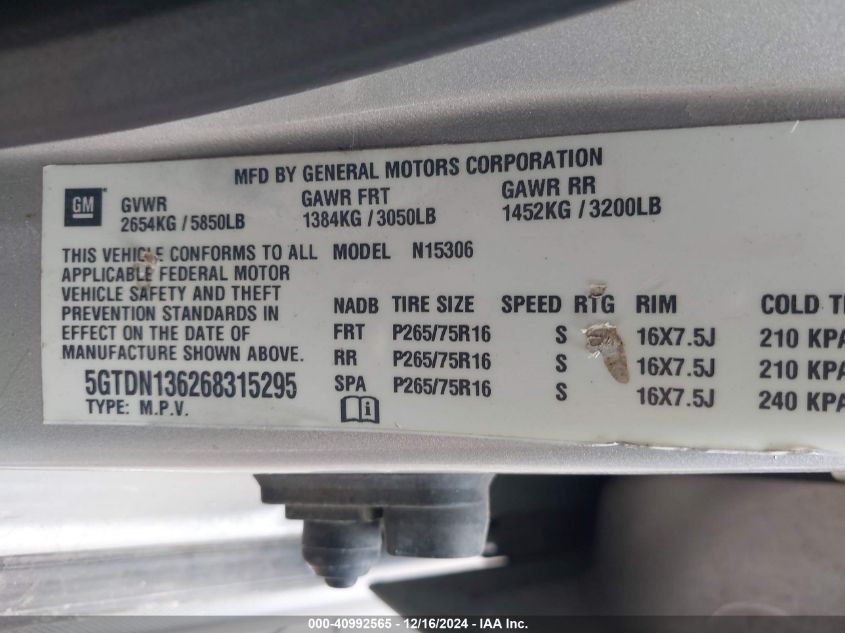 MFD BY GENERAL MOTORS CORPORATION
GM
GVWR GAWR FRT GAWR RR
2654KG / 5850LB 1384KG / 3050LB 1452KG / 3200LB
THIS VEHICLE CONFORMS TO ALL
APPLICABLE FEDERAL MOTOR
VEHICLE SAFETY AND THEFT
PREVENTION STANDARDS IN
EFFECT ON THE DATE OF
MANUFACTURE SHOWN ABOVE.
5GTDN136268315295
TYPE: M.P.V.
MODEL N15306
NADB TIRE SIZE SPEED RTG RIM COLD
FRT P265/75R16 S 16X7.5J 210 KPA
RR P265/75R16 S 16X7.5J 210 KPA
SPA P265/75R16 S 16X7.5J 240 KPA
i
000-40992565 - 12/16/2024 - IAA Inc.